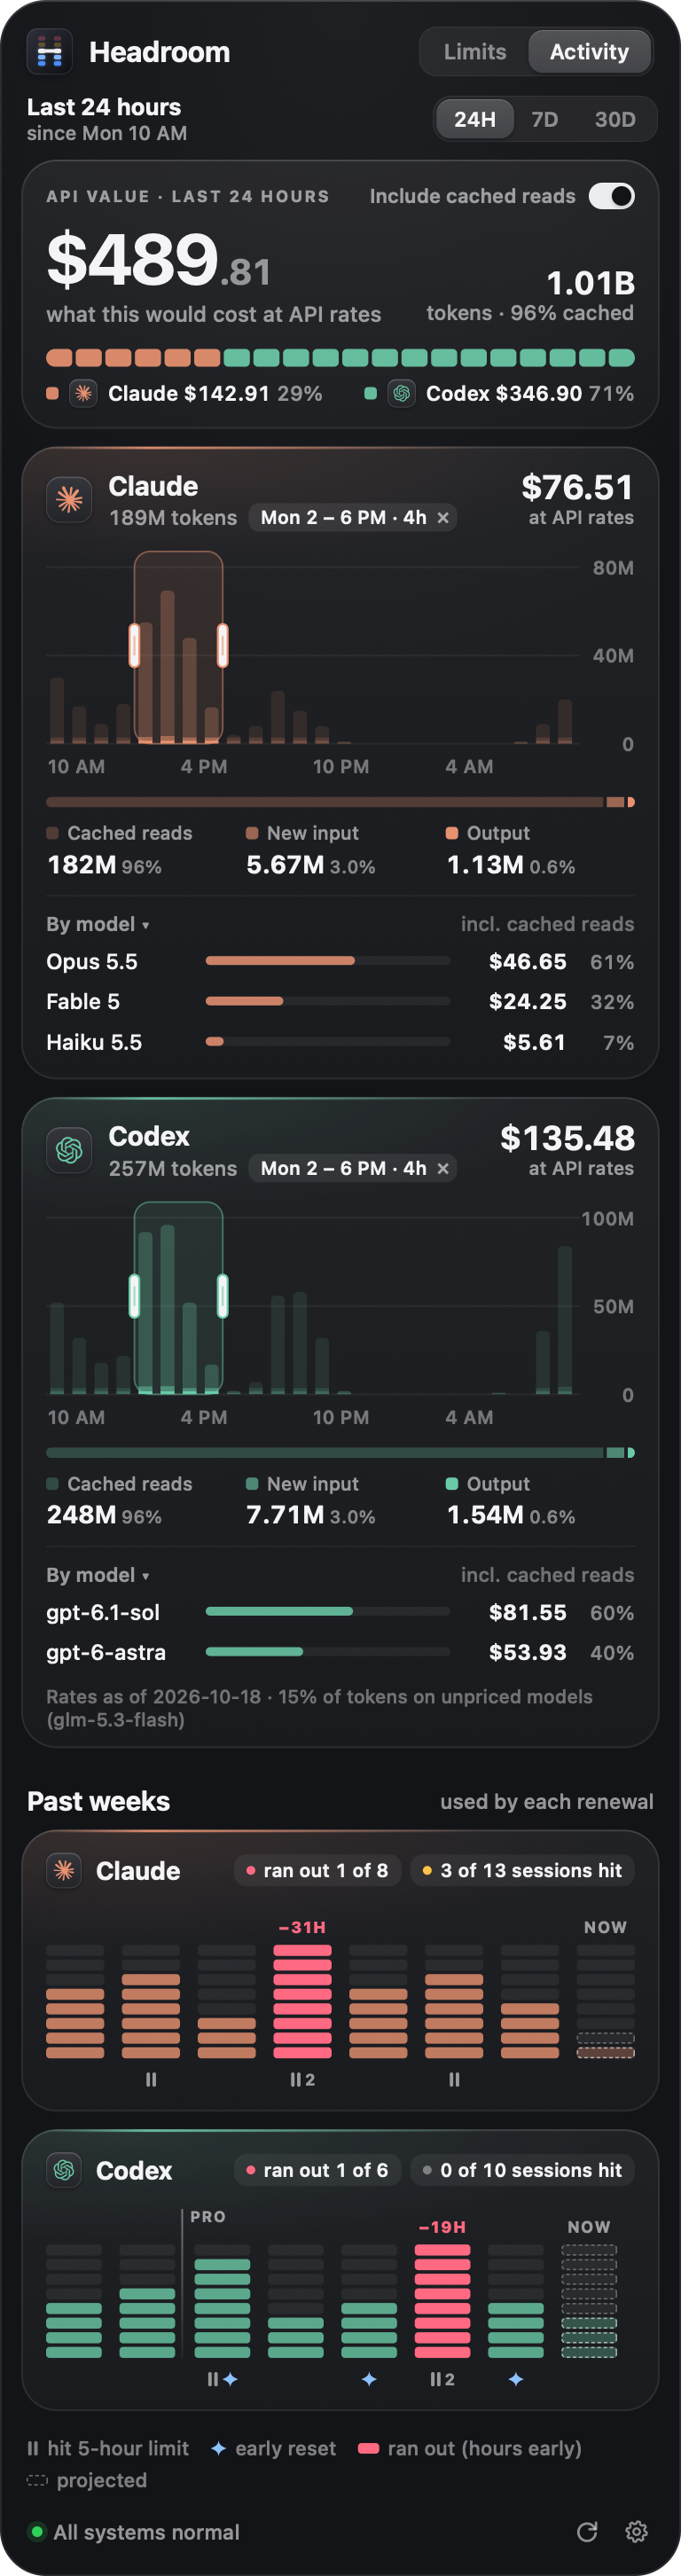 Headroom
Limits
Activity
Last 24 hours
since Mon 10 AM
24H
7D
30D
API VALUE · LAST 24 HOURS
Include cached reads
$489.81
what this would cost at API rates
1.01B
tokens · 96% cached
Claude $142.91 29%
Codex $346.90 71%
Claude
189M tokens
Mon 2 – 6 PM · 4h ×
$76.51
at API rates
80M
40M
0
10 AM
4 PM
10 PM
4 AM
Cached reads
182M 96%
New input
5.67M 3.0%
Output
1.13M 0.6%
By model ▾
incl. cached reads
Opus 5.5 $46.65 61%
Fable 5 $24.25 32%
Haiku 5.5 $5.61 7%
Codex
257M tokens
Mon 2 – 6 PM · 4h ×
$135.48
at API rates
100M
50M
0
10 AM
4 PM
10 PM
4 AM
Cached reads
248M 96%
New input
7.71M 3.0%
Output
1.54M 0.6%
By model ▾
incl. cached reads
gpt-6.1-sol $81.55 60%
gpt-6-astra $53.93 40%
Rates as of 2026-10-18 · 15% of tokens on unpriced models
(glm-5.3-flash)
Past weeks
used by each renewal
Claude
ran out 1 of 8
3 of 13 sessions hit
−31H
NOW
2
Codex
ran out 1 of 6
0 of 10 sessions hit
PRO
−19H
NOW
2
hit 5-hour limit
early reset
ran out (hours early)
projected
All systems normal